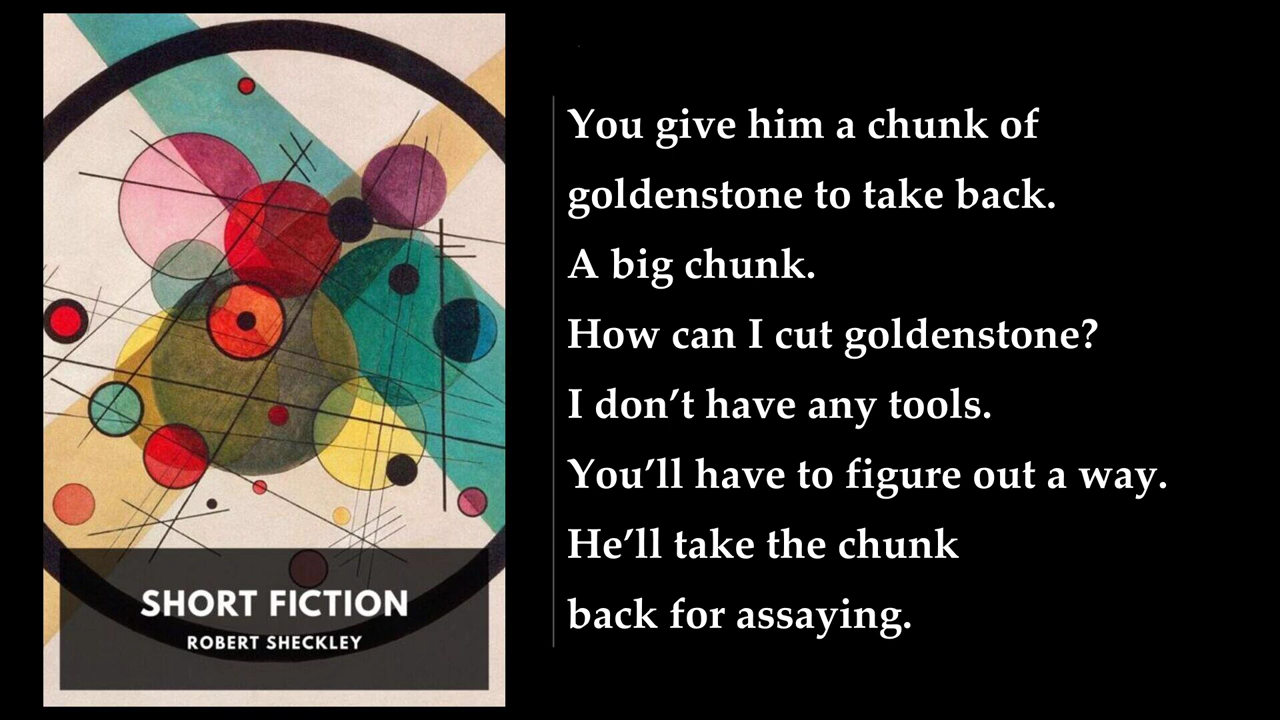 SHORT FICTION
ROBERT SHECKLEY
You give him a chunk of
goldenstone to take back.
A big chunk.
How can I cut goldenstone?
I don’t have any tools.
You’ll have to figure out a way.
He’ll take the chunk
back for assaying.